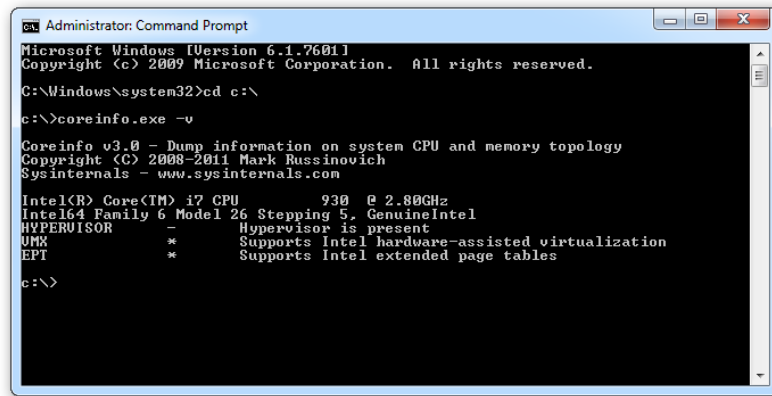 Administrator: Command Prompt
Microsoft Windows [Version 6.1.7601]
Copyright (c) 2009 Microsoft Corporation.  All rights reserved.
C:\Windows\system32>cd c:\
c:\>coreinfo.exe -v
Coreinfo v3.0 - Dump information on system CPU and memory topology
Copyright (C) 2008-2011 Mark Russinovich
Sysinternals - www.sysinternals.com
Intel(R) Core(TM) i7 CPU         930  @ 2.80GHz
Intel64 Family 6 Model 26 Stepping 5, GenuineIntel
HYPERVISOR      -       Hypervisor is present
VMX             *       Supports Intel hardware-assisted virtualization
EPT             *       Supports Intel extended page tables
c:\>